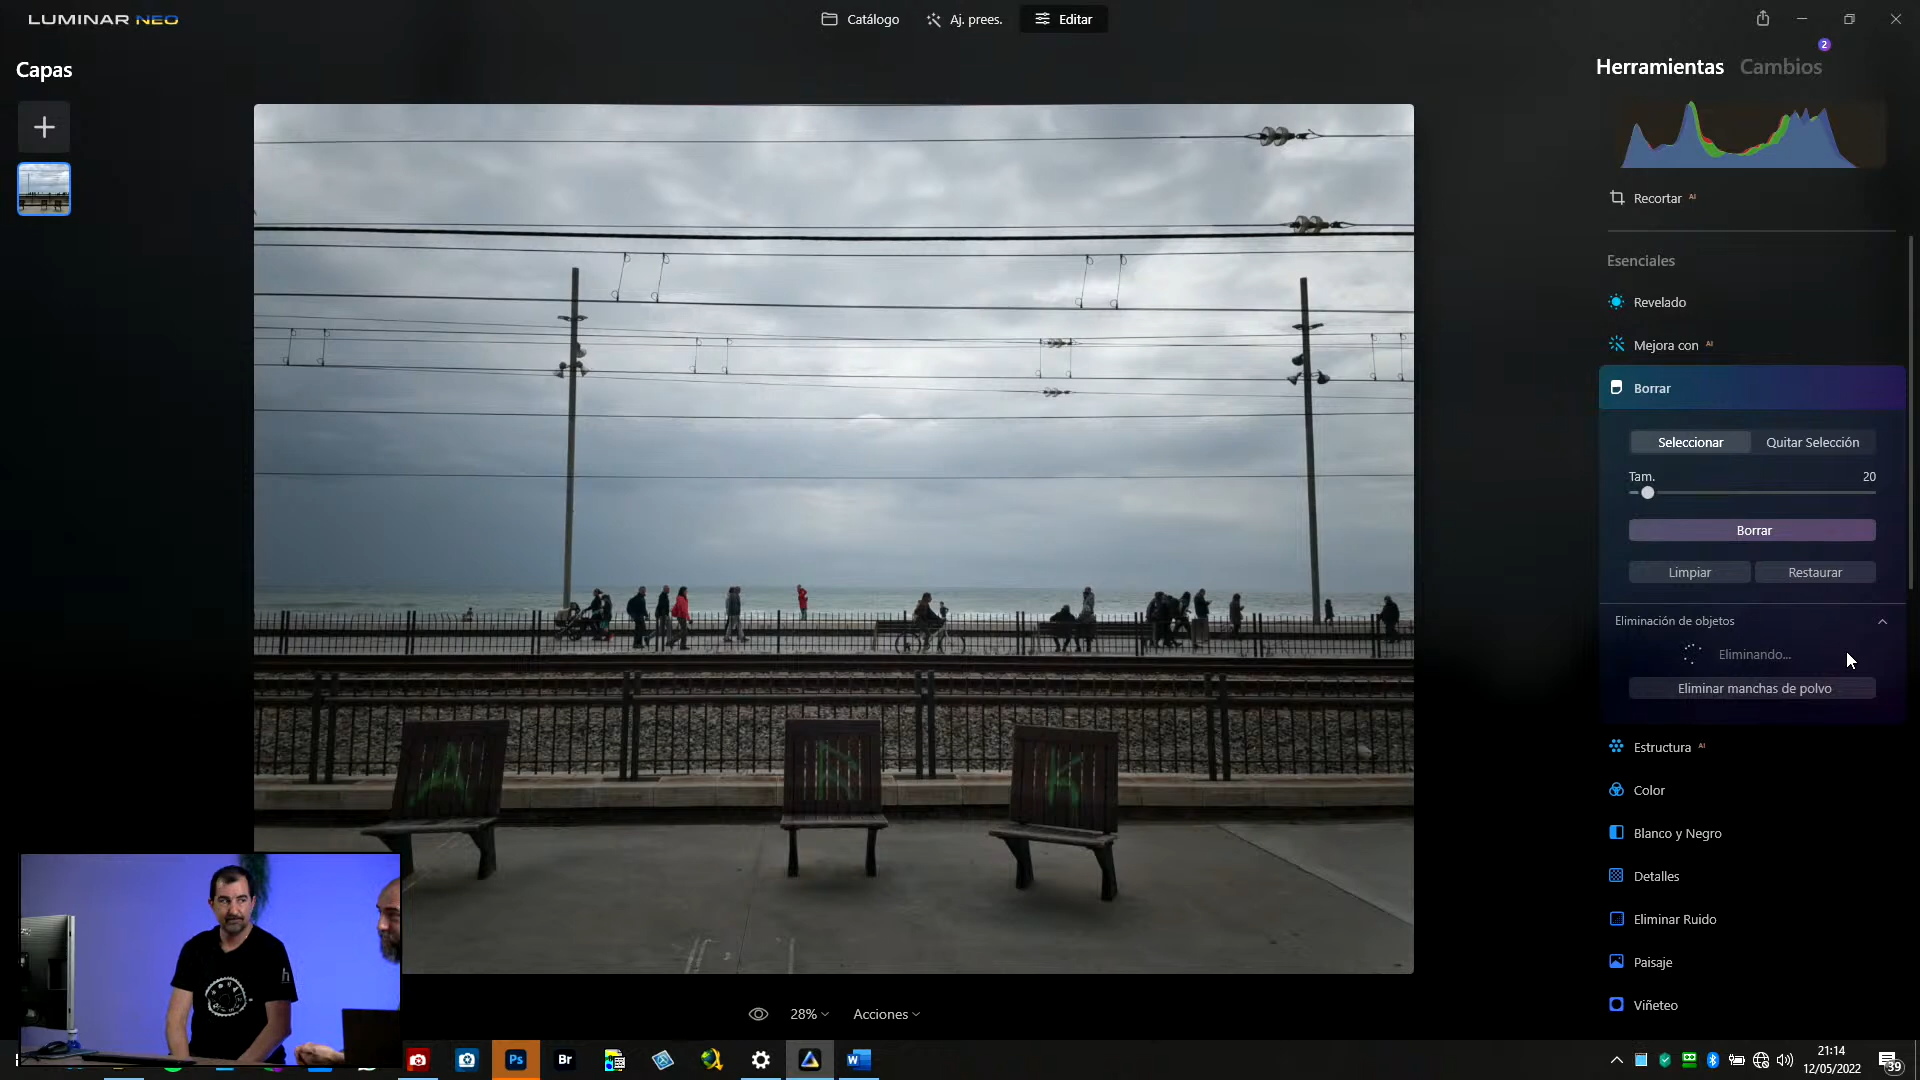 LUMINAR NEO
Catálogo
Aj. prees.
Editar
2
Capas
Herramientas Cambios
Recortar AI
Esenciales
Revelado
Mejora con AI
Borrar
Seleccionar Quitar Selección
Tam. 20
Borrar
Limpiar Restaurar
Eliminación de objetos
Eliminando...
Eliminar manchas de polvo
Estructura AI
Color
Blanco y Negro
Detalles
Eliminar Ruido
Paisaje
Viñeteo
A K
28% Acciones
Ps Br W
21:14
12/05/2022
39